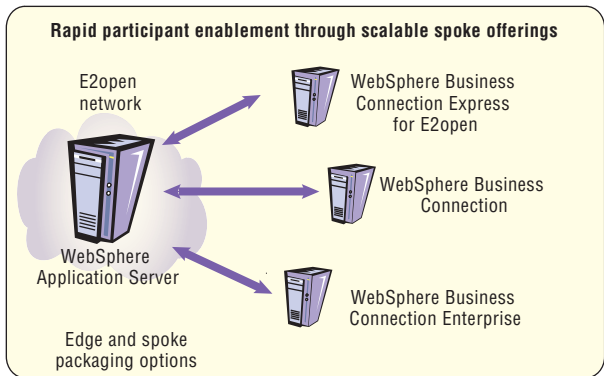 Rapid participant enablement through scalable spoke offerings
E2open
network
WebSphere
Application Server
Edge and spoke
packaging options
WebSphere Business
Connection Express
for E2open
WebSphere Business
Connection
WebSphere Business
Connection Enterprise